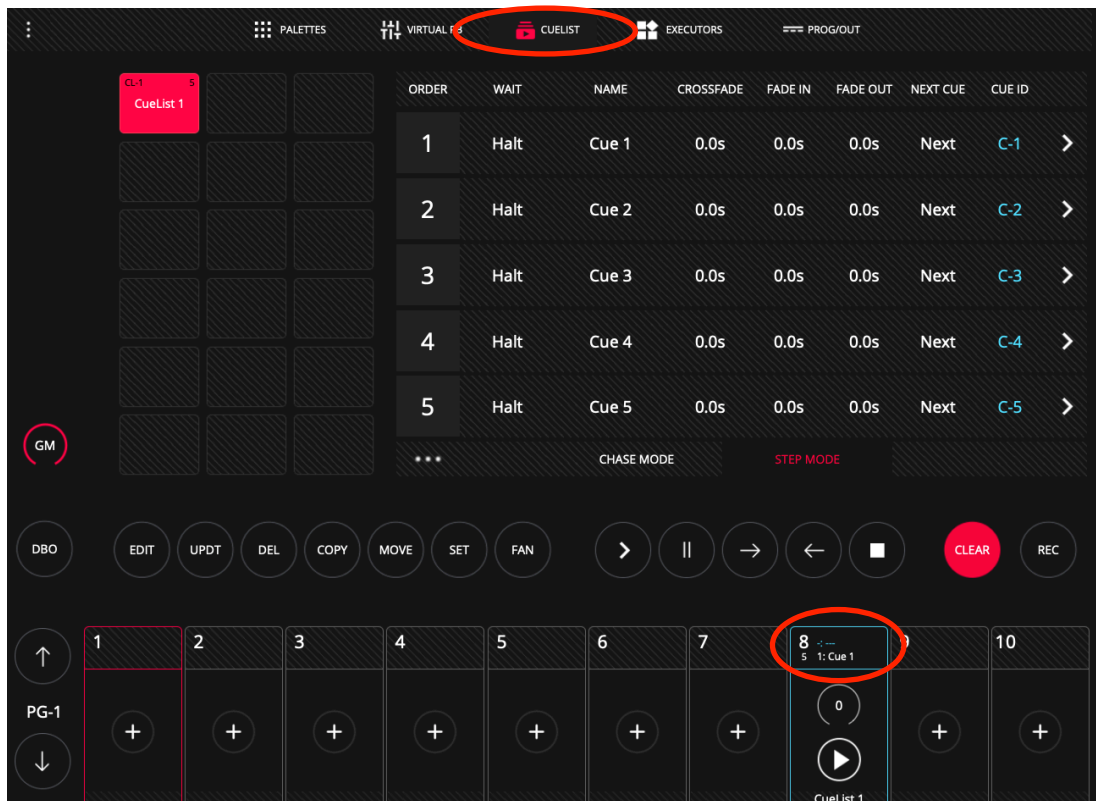 PALETTES VIRTUAL PB CUELIST EXECUTORS PROG/OUT
CL-1 5
CueList 1
ORDER WAIT NAME CROSSFADE FADE IN FADE OUT NEXT CUE CUE ID
1 Halt Cue 1 0.0s 0.0s 0.0s Next C-1
2 Halt Cue 2 0.0s 0.0s 0.0s Next C-2
3 Halt Cue 3 0.0s 0.0s 0.0s Next C-3
4 Halt Cue 4 0.0s 0.0s 0.0s Next C-4
5 Halt Cue 5 0.0s 0.0s 0.0s Next C-5
CHASE MODE STEP MODE
GM
DBO EDIT UPDT DEL COPY MOVE SET FAN CLEAR REC
1 2 3 4 5 6 7 8 -:--- 9 10
5 1: Cue 1
PG-1
0
CueList 1